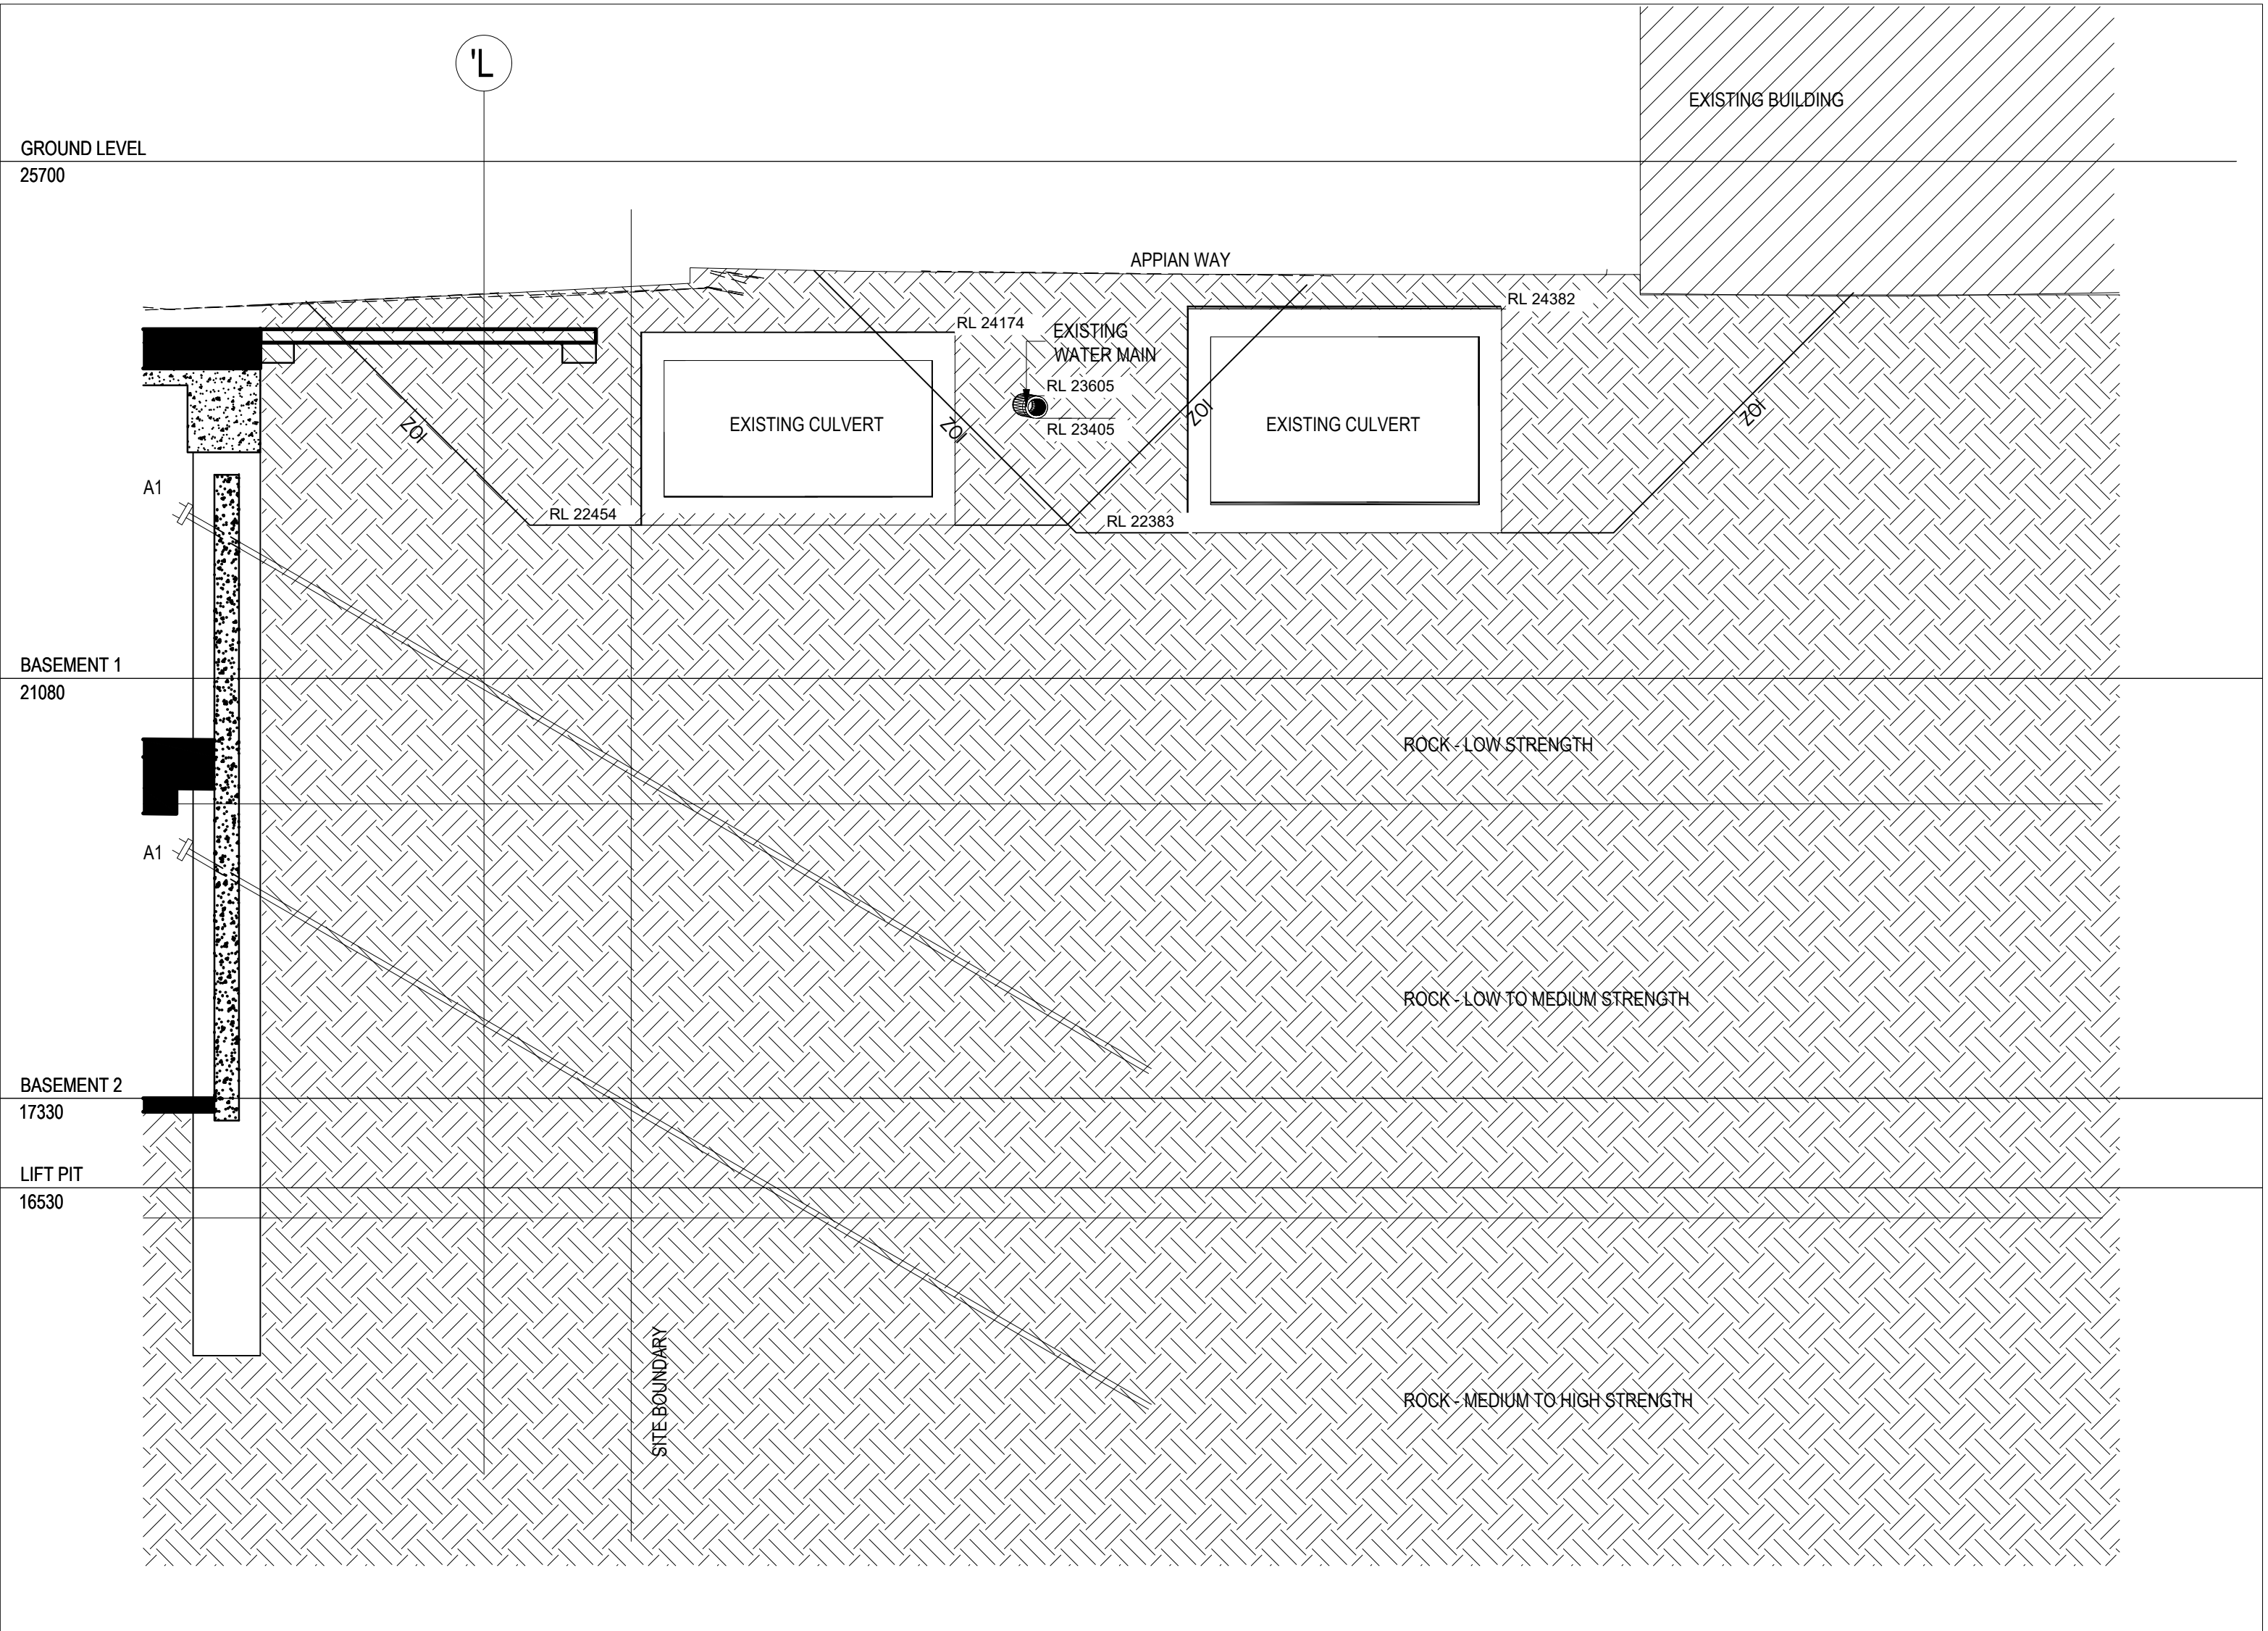 'L
EXISTING BUILDING
GROUND LEVEL
25700
APPIAN WAY
RL 24382
RL 24174
EXISTING
WATER MAIN
RL 23605
RL 23405
ZOI
ZOI
ZOI
ZOI
EXISTING CULVERT
EXISTING CULVERT
A1
RL 22454
RL 22383
BASEMENT 1
21080
ROCK - LOW STRENGTH
A1
ROCK - LOW TO MEDIUM STRENGTH
BASEMENT 2
17330
LIFT PIT
16530
SITE BOUNDARY
ROCK - MEDIUM TO HIGH STRENGTH